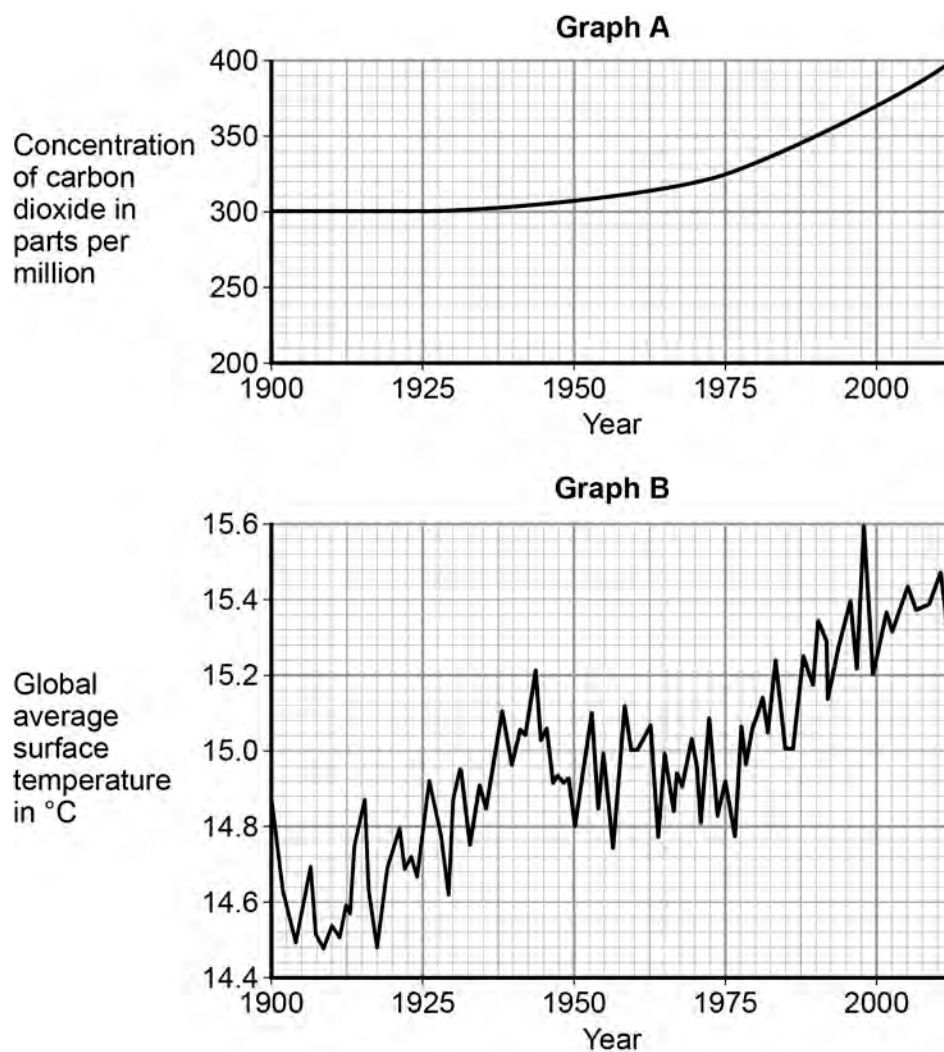 Graph A
400
350
300
250
200
Concentration
of carbon
dioxide in
parts per
million
1900
1925
1950
1975
2000
Year
Graph B
15.6
15.4
15.2
15.0
14.8
14.6
14.4
Global
average
surface
temperature
in °C
1900
1925
1950
1975
2000
Year